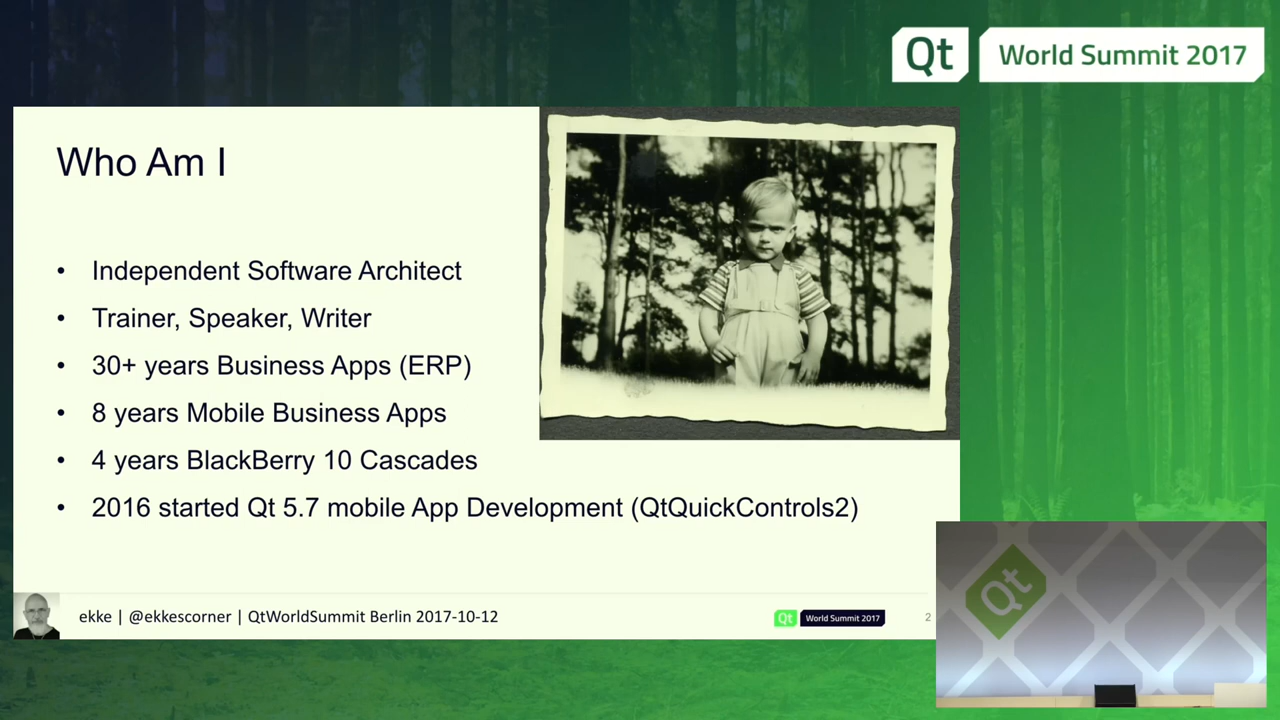 Qt World Summit 2017
Who Am I
• Independent Software Architect
• Trainer, Speaker, Writer
• 30+ years Business Apps (ERP)
• 8 years Mobile Business Apps
• 4 years BlackBerry 10 Cascades
• 2016 started Qt 5.7 mobile App Development (QtQuickControls2)
ekke | @ekkescorner | QtWorldSummit Berlin 2017-10-12
Qt World Summit 2017
2
Qt